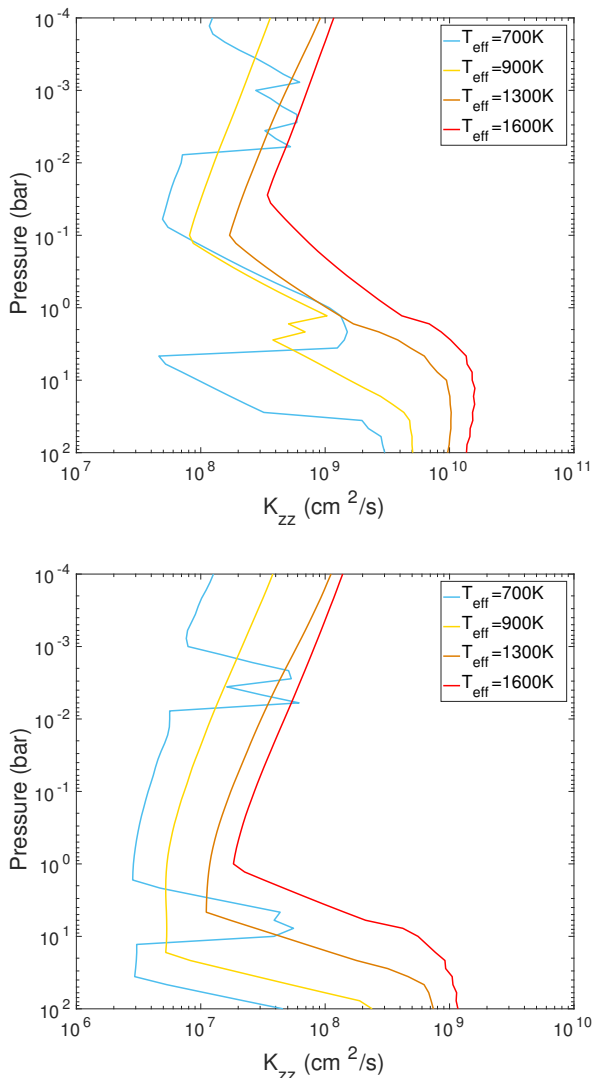 10^-4
10^-3
10^-2
10^-1
10^0
10^1
10^2
Pressure (bar)
T_eff=700K
T_eff=900K
T_eff=1300K
T_eff=1600K
10^7 10^8 10^9 10^10 10^11
K_zz (cm^2/s)
10^-4
10^-3
10^-2
10^-1
10^0
10^1
10^2
Pressure (bar)
T_eff=700K
T_eff=900K
T_eff=1300K
T_eff=1600K
10^6 10^7 10^8 10^9 10^10
K_zz (cm^2/s)